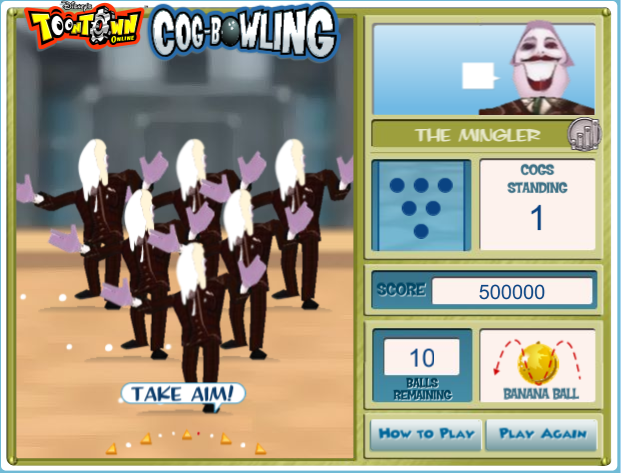 Disney's
TOONTOWN
ONLINE
COG-BOWLING
THE MINGLER
COGS
STANDING
1
SCORE 500000
10
BALLS
REMAINING
BANANA BALL
TAKE AIM!
HOW TO PLAY
PLAY AGAIN